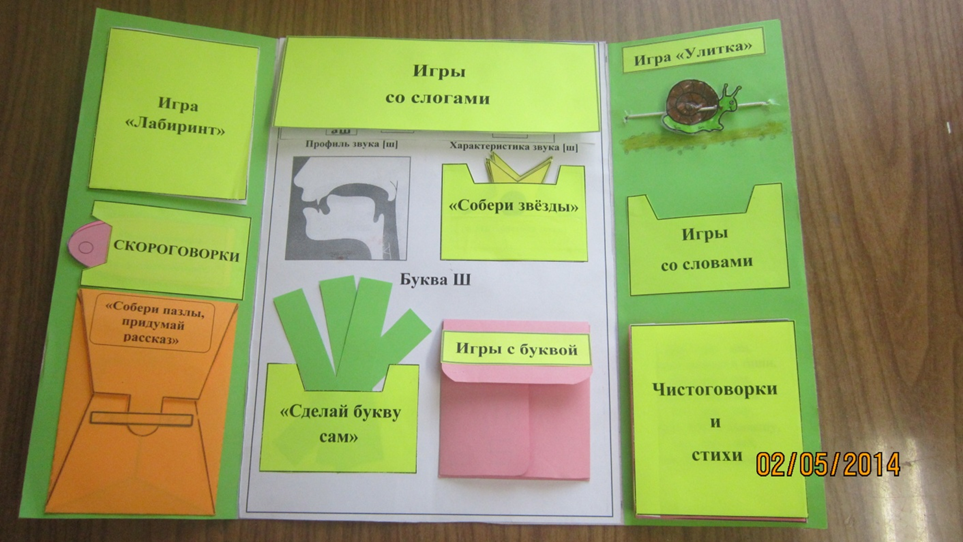 Игра
«Лабиринт»
СКОРОГОВОРКИ
«Собери пазлы,
придумай
рассказ»
Игры
со слогами
Профиль звука [ш]
Характеристика звука [ш]
«Собери звёзды»
Буква Ш
«Сделай букву
сам»
Игры с буквой
Игра «Улитка»
Игры
со словами
Чистоговорки
и
стихи
02/05/2014